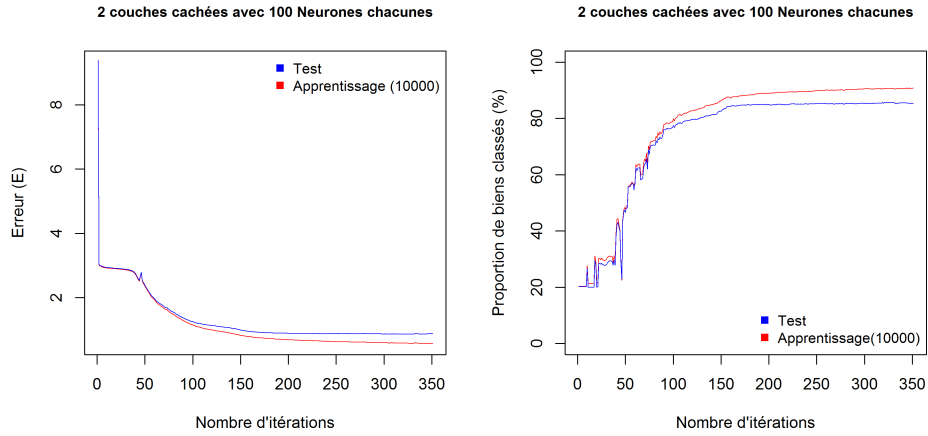 2 couches cachées avec 100 Neurones chacunes
Erreur (E)
8
6
4
2
Test
Apprentissage (10000)
0 50 100 150 200 250 300 350
Nombre d'itérations
2 couches cachées avec 100 Neurones chacunes
Proportion de biens classés (%)
100
80
60
40
20
0
Test
Apprentissage(10000)
0 50 100 150 200 250 300 350
Nombre d'itérations